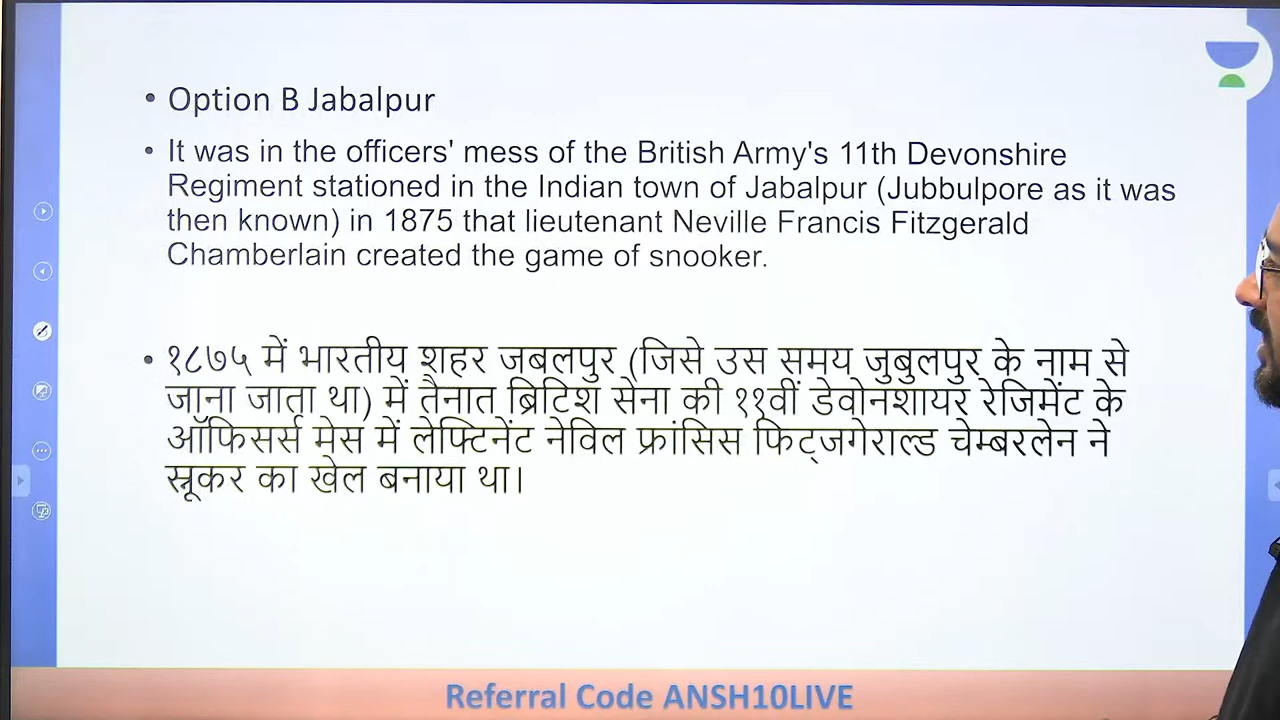 • Option B Jabalpur
• It was in the officers' mess of the British Army's 11th Devonshire
Regiment stationed in the Indian town of Jabalpur (Jubbulpore as it was
then known) in 1875 that lieutenant Neville Francis Fitzgerald
Chamberlain created the game of snooker.
• १८७५ में भारतीय शहर जबलपुर (जिसे उस समय जुबुलपुर के नाम से
जाना जाता था) में तैनात ब्रिटिश सेना की ११वीं डेवोनशायर रेजिमेंट के
ऑफिसर्स मेस में लेफ्टिनेंट नेविल फ्रांसिस फिट्जगेराल्ड चेम्बरलेन ने
स्नूकर का खेल बनाया था।
Referral Code ANSH10LIVE